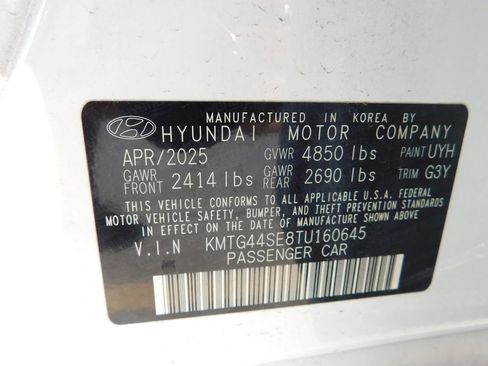 MANUFACTURED IN KOREA BY
HYUNDAI MOTOR COMPANY
APR/2025 GVWR 4850 lbs PAINT UYH
GAWR FRONT 2414 lbs GAWR REAR 2690 lbs TRIM G3Y
THIS VEHICLE CONFORMS TO ALL APPLICABLE U.S.A. FEDERAL
MOTOR VEHICLE SAFETY, BUMPER, AND THEFT PREVENTION STANDARDS
IN EFFECT ON THE DATE OF MANUFACTURE SHOWN ABOVE.
V.I.N KMTG44SE8TU160645
PASSENGER CAR